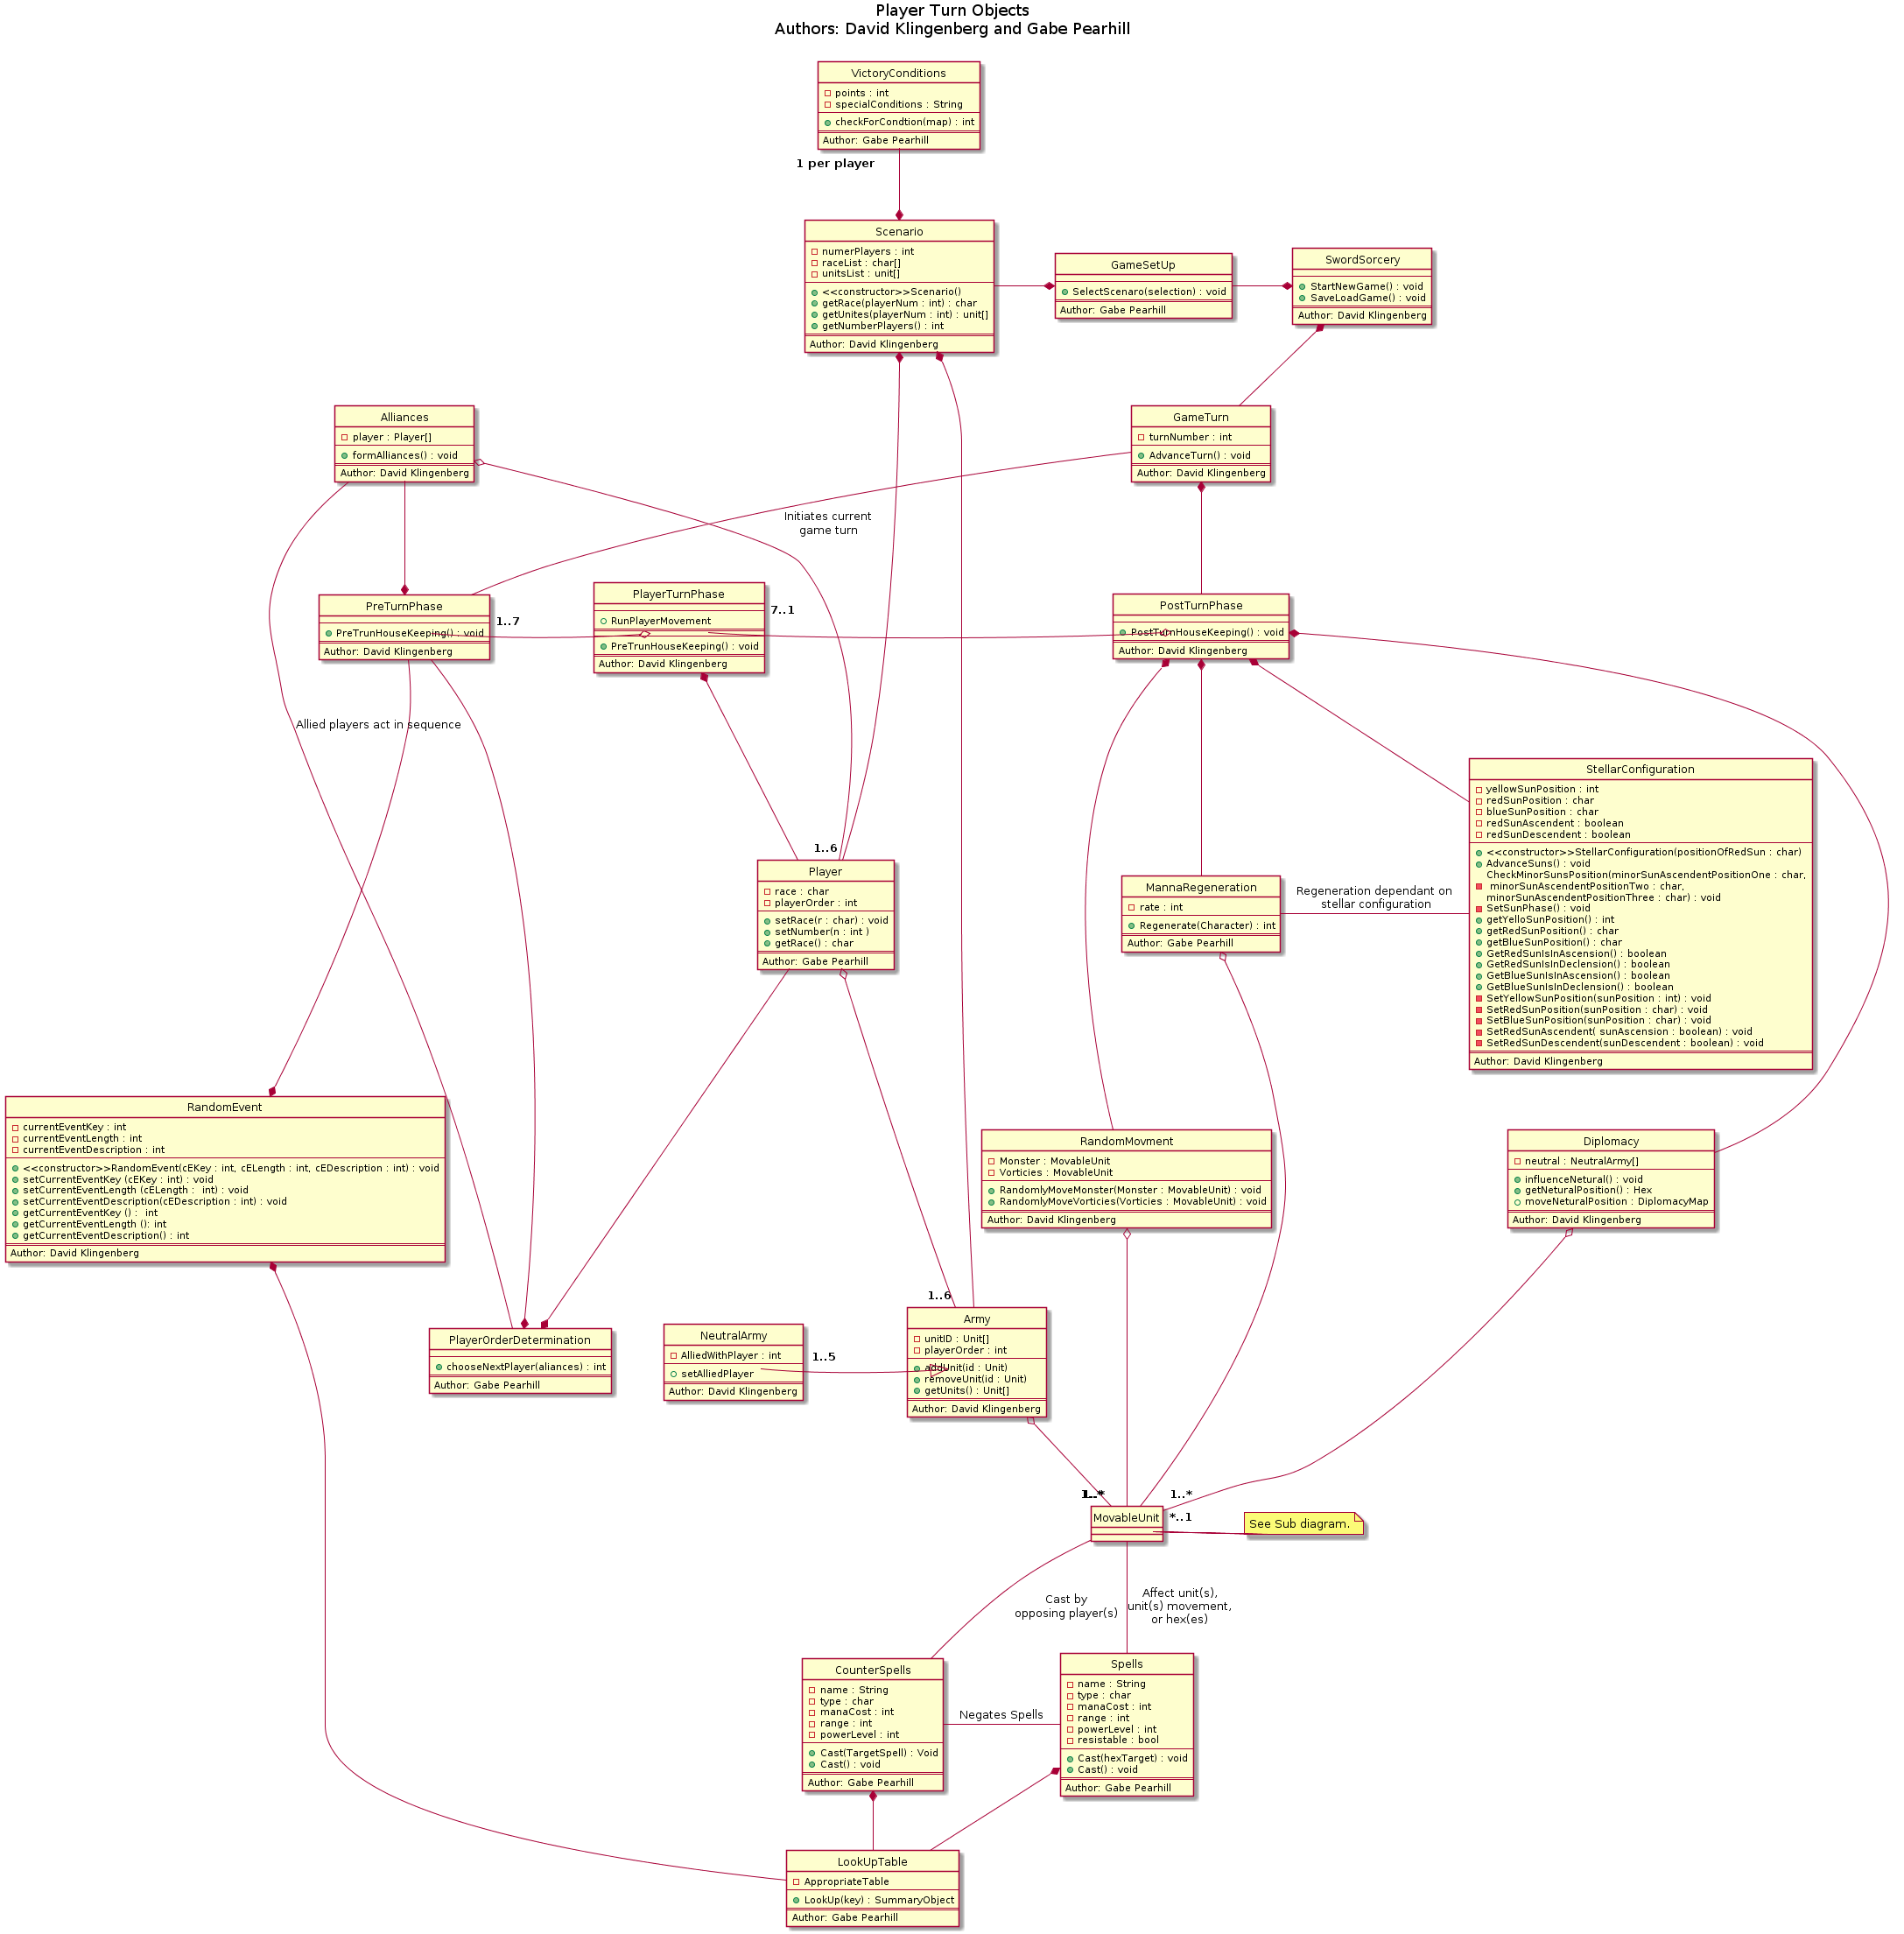 Player Turn Objects
Authors: David Klingenberg and Gabe Pearhill
VictoryConditions
points : int
specialConditions : String
checkForCondtion(map) : int
Author: Gabe Pearhill
1 per player
Scenario
numerPlayers : int
raceList : char[]
unitsList : unit[]
<<constructor>>Scenario()
getRace(playerNum : int) : char
getUnites(playerNum : int) : unit[]
getNumberPlayers() : int
Author: David Klingenberg
GameSetUp
SelectScenaro(selection) : void
Author: Gabe Pearhill
SwordSorcery
StartNewGame() : void
SaveLoadGame() : void
Author: David Klingenberg
Alliances
player : Player[]
formAlliances() : void
Author: David Klingenberg
GameTurn
turnNumber : int
AdvanceTurn() : void
Author: David Klingenberg
Initiates current
game turn
PreTurnPhase
PreTrunHouseKeeping() : void
Author: David Klingenberg
1..7
PlayerTurnPhase
RunPlayerMovement
PreTrunHouseKeeping() : void
Author: David Klingenberg
7..1
PostTurnPhase
PostTurnHouseKeeping() : void
Author: David Klingenberg
Allied players act in sequence
StellarConfiguration
yellowSunPosition : int
redSunPosition : char
blueSunPosition : char
redSunAscendent : boolean
redSunDescendent : boolean
<<constructor>>StellarConfiguration(positionOfRedSun : char)
AdvanceSuns() : void
CheckMinorSunsPosition(minorSunAscendentPositionOne : char,
minorSunAscendentPositionTwo : char,
minorSunAscendentPositionThree : char) : void
SetSunPhase() : void
getYelloSunPosition() : int
getRedSunPosition() : char
getBlueSunPosition() : char
GetRedSunIsInAscension() : boolean
GetRedSunIsInDeclension() : boolean
GetBlueSunIsInAscension() : boolean
GetBlueSunIsInDeclension() : boolean
SetYellowSunPosition(sunPosition : int) : void
SetRedSunPosition(sunPosition : char) : void
SetBlueSunPosition(sunPosition : char) : void
SetRedSunAscendent( sunAscension : boolean) : void
SetRedSunDescendent(sunDescendent : boolean) : void
Author: David Klingenberg
1..6
Player
race : char
playerOrder : int
setRace(r : char) : void
setNumber(n : int )
getRace() : char
Author: Gabe Pearhill
MannaRegeneration
rate : int
Regenerate(Character) : int
Author: Gabe Pearhill
Regeneration dependant on
stellar configuration
RandomEvent
currentEventKey : int
currentEventLength : int
currentEventDescription : int
<<constructor>>RandomEvent(cEKey : int, cELength : int, cEDescription : int) : void
setCurrentEventKey (cEKey : int) : void
setCurrentEventLength (cELength :  int) : void
setCurrentEventDescription(cEDescription : int) : void
getCurrentEventKey () :  int
getCurrentEventLength (): int
getCurrentEventDescription() : int
Author: David Klingenberg
RandomMovment
Monster : MovableUnit
Vorticies : MovableUnit
RandomlyMoveMonster(Monster : MovableUnit) : void
RandomlyMoveVorticies(Vorticies : MovableUnit) : void
Author: David Klingenberg
Diplomacy
neutral : NeutralArmy[]
influenceNetural() : void
getNeturalPosition() : Hex
moveNeturalPosition : DiplomacyMap
Author: David Klingenberg
PlayerOrderDetermination
chooseNextPlayer(aliances) : int
Author: Gabe Pearhill
NeutralArmy
AlliedWithPlayer : int
setAlliedPlayer
Author: David Klingenberg
1..5
1..6
Army
unitID : Unit[]
playerOrder : int
addUnit(id : Unit)
removeUnit(id : Unit)
getUnits() : Unit[]
Author: David Klingenberg
1..*
1..*
MovableUnit
*..1
See Sub diagram.
Cast by
opposing player(s)
Affect unit(s),
unit(s) movement,
or hex(es)
CounterSpells
name : String
type : char
manaCost : int
range : int
powerLevel : int
Cast(TargetSpell) : Void
Cast() : void
Author: Gabe Pearhill
Negates Spells
Spells
name : String
type : char
manaCost : int
range : int
powerLevel : int
resistable : bool
Cast(hexTarget) : void
Cast() : void
Author: Gabe Pearhill
LookUpTable
AppropriateTable
LookUp(key) : SummaryObject
Author: Gabe Pearhill